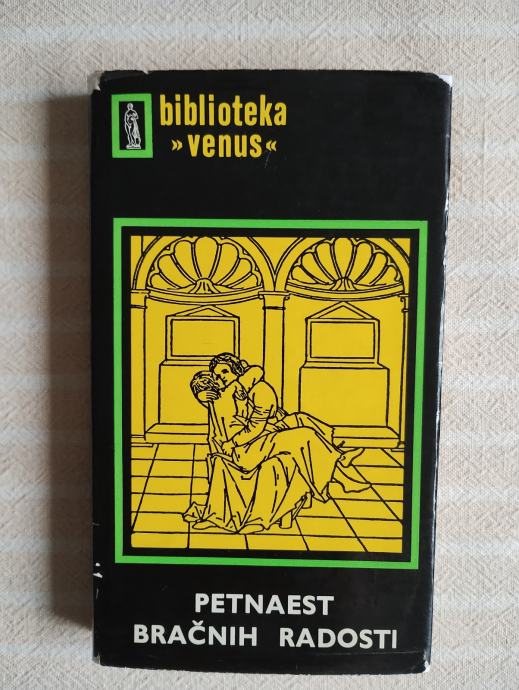 biblioteka
»venus«
PETNAEST
BRAČNIH RADOSTI